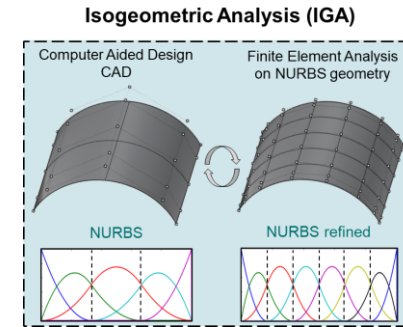 Isogeometric Analysis (IGA)
Computer Aided Design
CAD
Finite Element Analysis
on NURBS geometry
NURBS
NURBS refined